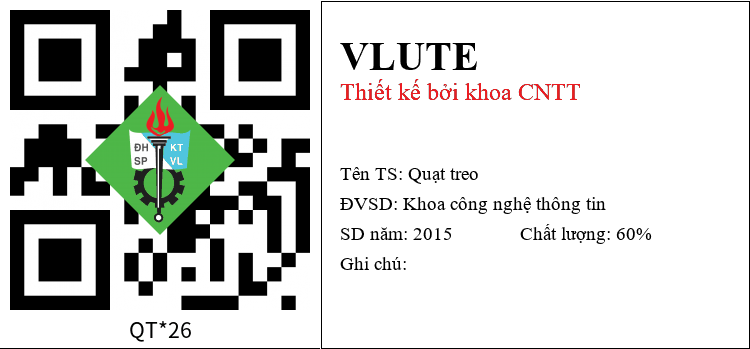 ĐH KT
SP VL
QT*26
VLUTE
Thiết kế bởi khoa CNTT
Tên TS: Quạt treo
ĐVSD: Khoa công nghệ thông tin
SD năm: 2015 Chất lượng: 60%
Ghi chú: